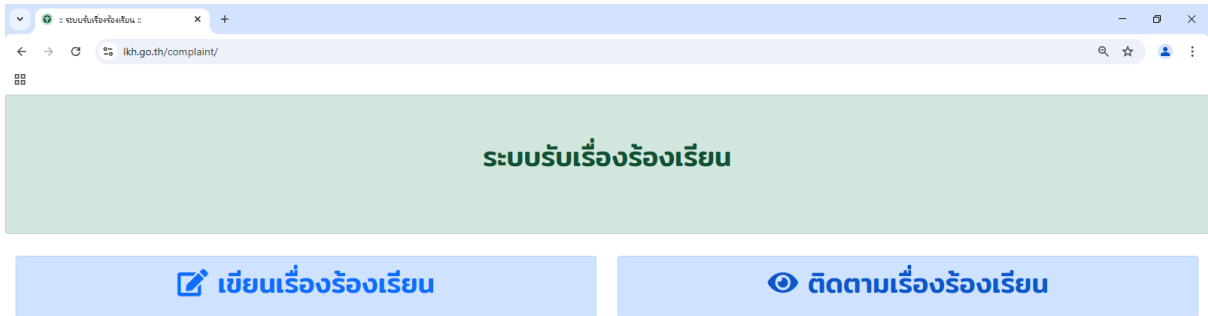 :: ระบบรับเรื่องร้องเรียน ::
lkh.go.th/complaint/
ระบบรับเรื่องร้องเรียน
เขียนเรื่องร้องเรียน
ติดตามเรื่องร้องเรียน